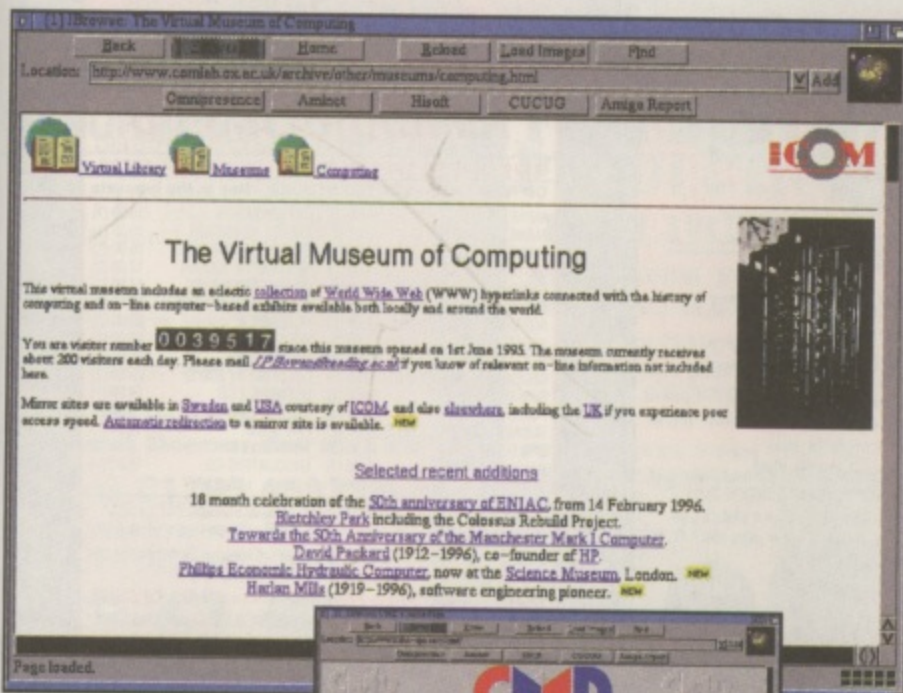 [1] IBrowse: The Virtual Museum of Computing
Back Home Reload Load Images Find
Location: http://www.comlab.ox.ac.uk/archive/other/museums/computing.html Add
Omnipresence Aminet Hisoft CUCUG Amiga Report
Virtual Library Museums Computing
ICOM
The Virtual Museum of Computing
This virtual museum includes an eclectic collection of World Wide Web (WWW) hyperlinks connected with the history of
computing and on-line computer-based exhibits available both locally and around the world.
You are visitor number 0039517 since this museum opened on 1st June 1995. The museum currently receives
about 200 visitors each day. Please mail J.P.Bowen@reading.ac.uk if you know of relevant on-line information not included
here.
Mirror sites are available in Sweden and USA courtesy of ICOM, and also elsewhere, including the UK if you experience poor
access speed. Automatic redirection to a mirror site is available. NEW
Selected recent additions
18 month celebration of the 50th anniversary of ENIAC, from 14 February 1996.
Bletchley Park including the Colossus Rebuild Project.
Towards the 50th Anniversary of the Manchester Mark I Computer.
David Packard (1912-1996), co-founder of HP.
Phillips Economic Hydraulic Computer, now at the Science Museum, London. NEW
Harlan Mills (1919-1996), software engineering pioneer. NEW
Page loaded.
CMD